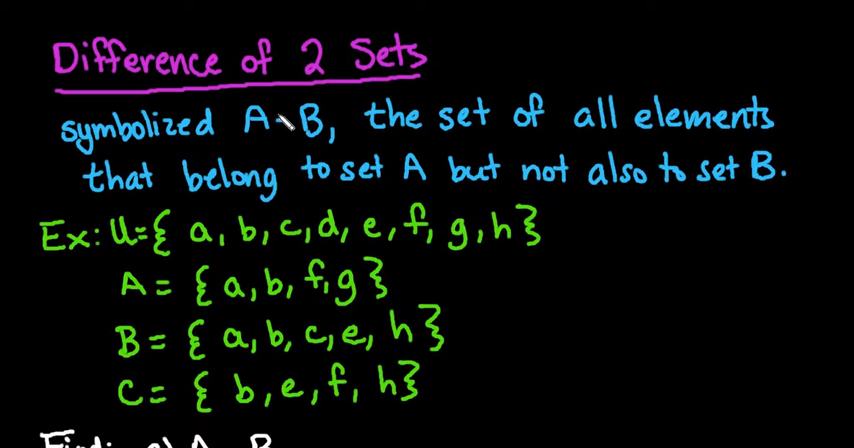 Difference of 2 Sets
symbolized A-B, the set of all elements
that belong to set A but not also to set B.
Ex: U={ a, b, c, d, e, f, g, h}
A = { a, b, f, g }
B = { a, b, c, e, h}
C = { b, e, f, h}